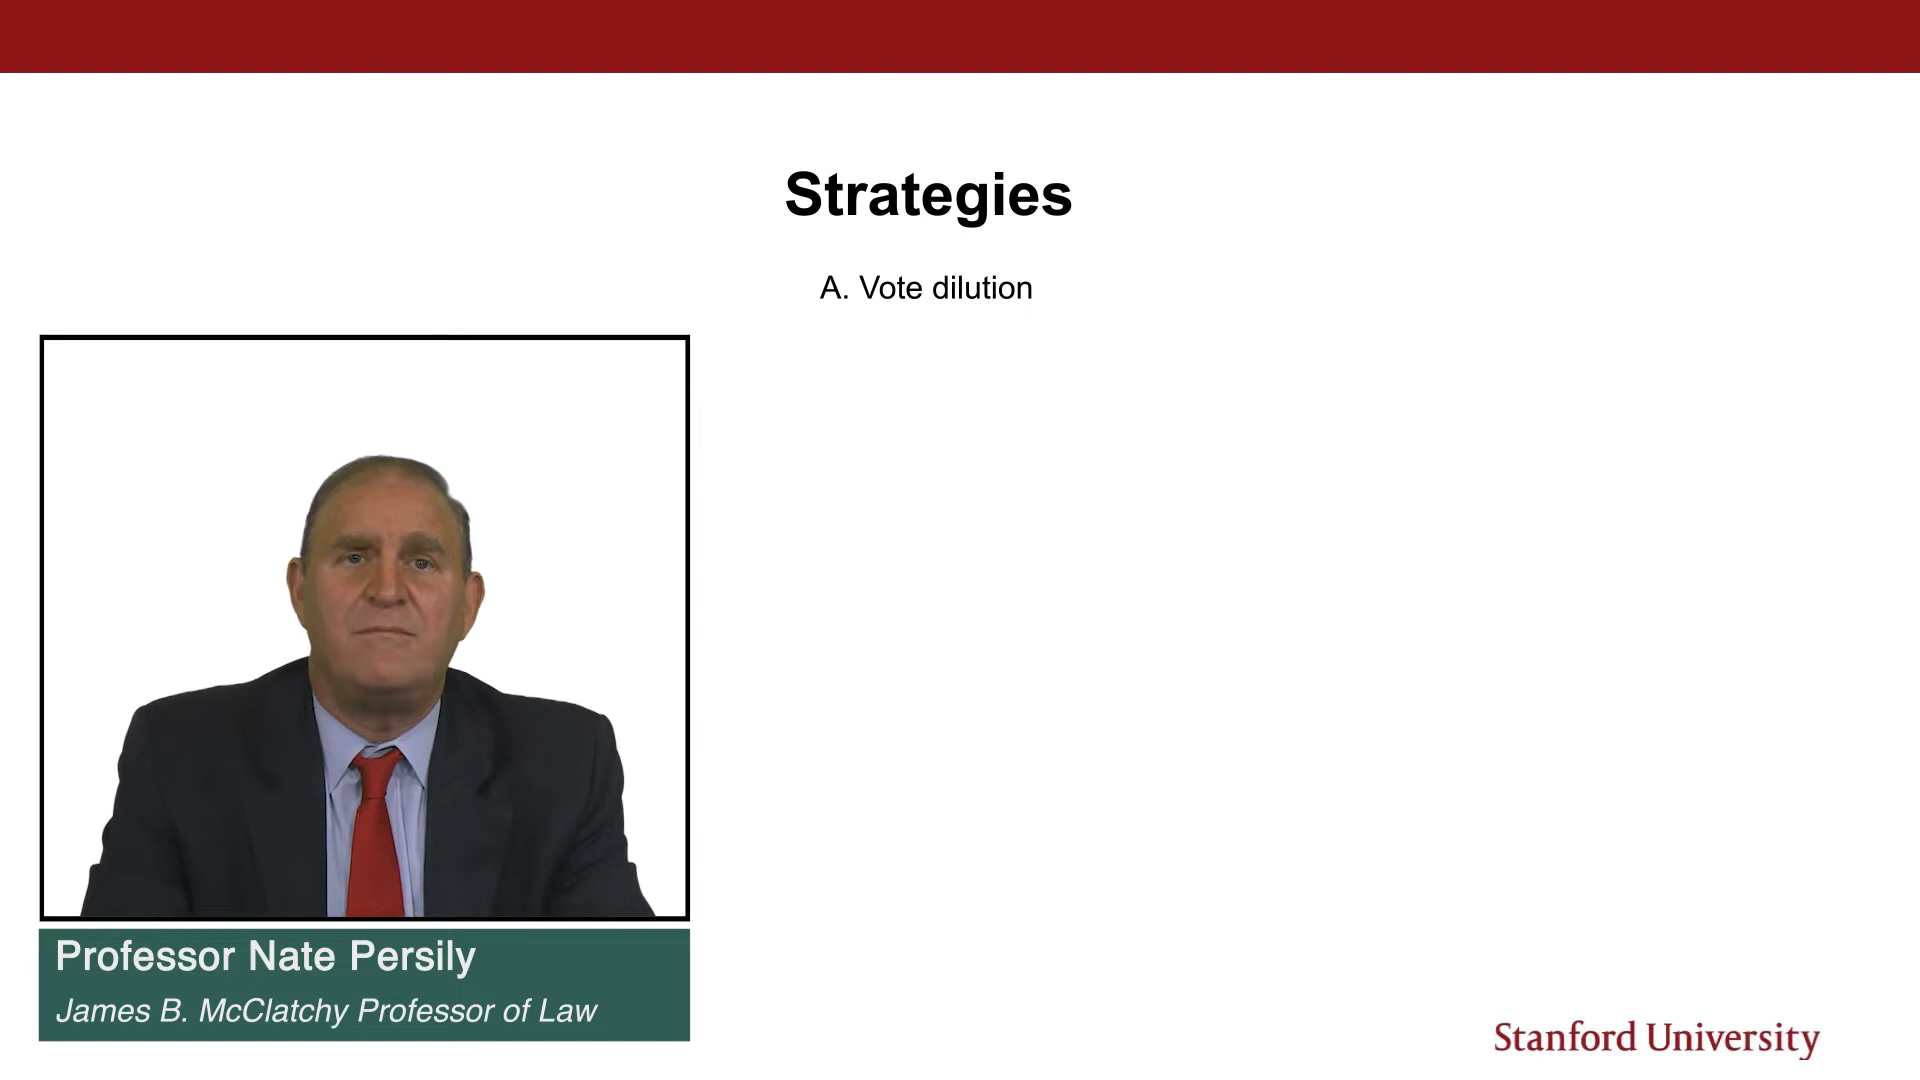 Strategies
A. Vote dilution
Professor Nate Persily
James B. McClatchy Professor of Law
Stanford University